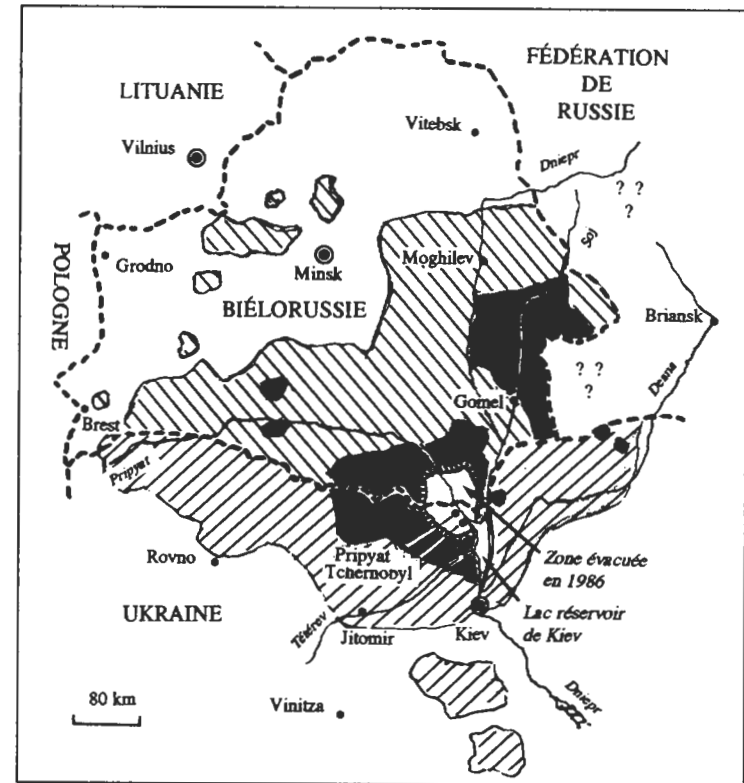 FÉDÉRATION
DE
RUSSIE
LITUANIE
Vitebsk
Vilnius
Dniepr
? ?
?
Soj
POLOGNE
Grodno
Minsk
Moghilev
BIÉLORUSSIE
Briansk
? ?
?
Desna
Gomel
Brest
Pripyat
Rovno
Pripyat
Tchernobyl
Zone évacuée
en 1986
UKRAINE
Lac réservoir
de Kiev
Tétérev
Jitomir
Kiev
Dniepr
80 km
Vinitza